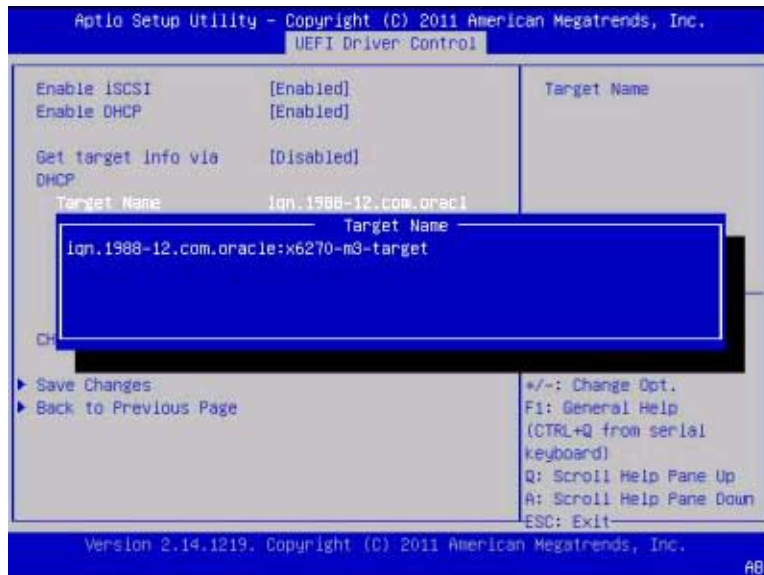 Aptio Setup Utility - Copyright (C) 2011 American Megatrends, Inc.
UEFI Driver Control
Enable iSCSI [Enabled]
Enable DHCP [Enabled]
Get target info via [Disabled]
DHCP
Target Name iqn.1988-12.com.oracl
Target Name
Target Name
iqn.1988-12.com.oracle:x6270-m3-target
CH
Save Changes
Back to Previous Page
+/-: Change Opt.
F1: General Help
(CTRL+Q from serial
keyboard)
Q: Scroll Help Pane Up
A: Scroll Help Pane Down
ESC: Exit
Version 2.14.1219. Copyright (C) 2011 American Megatrends, Inc.
AB